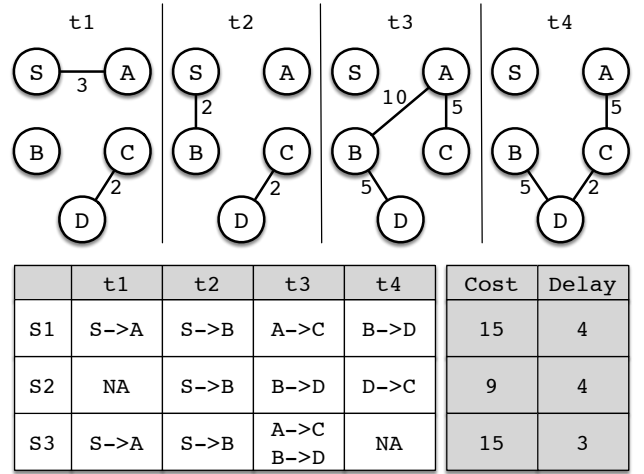 t1 t2 t3 t4
S 3 A S A S A S A
2 10 5 5
B C B C B C B C
2 2 5 5 2
D D D D
t1 t2 t3 t4 Cost Delay
S1 S->A S->B A->C B->D 15 4
S2 NA S->B B->D D->C 9 4
S3 S->A S->B A->C NA 15 3
B->D